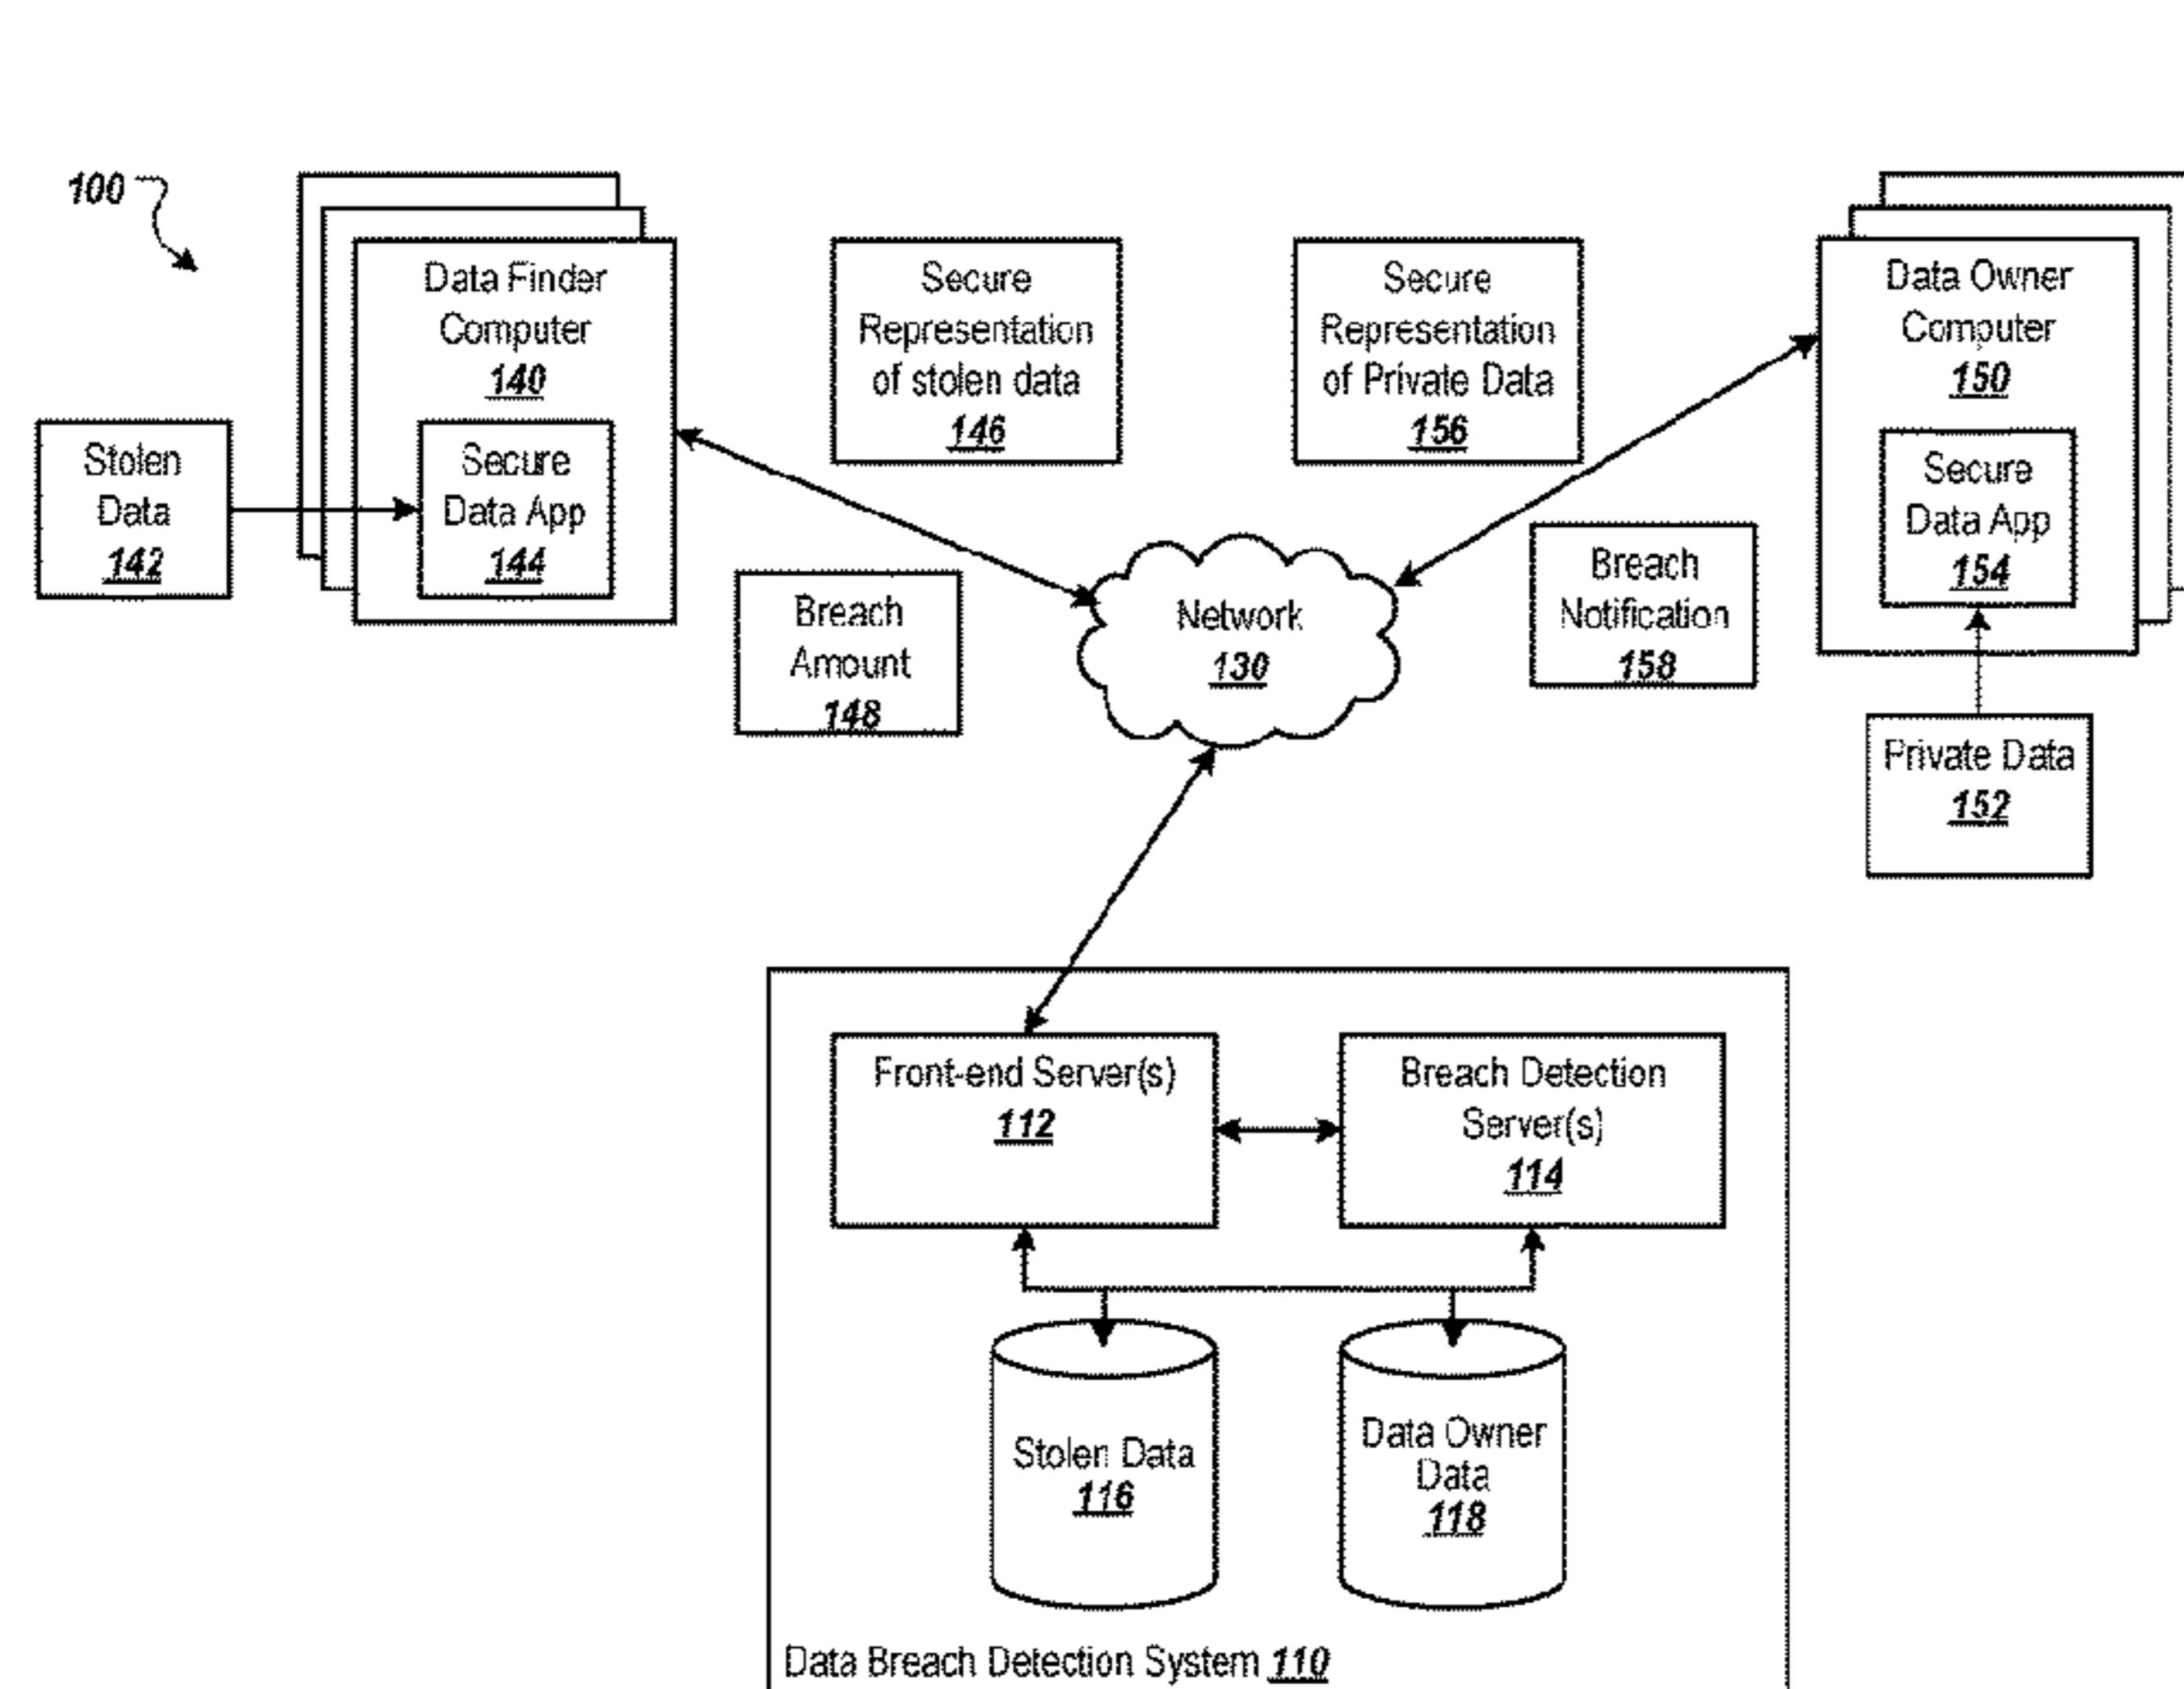 100
Data Finder
Computer
140
Secure
Data App
144
Stolen
Data
142
Secure
Representation
of stolen data
146
Secure
Representation
of Private Data
156
Data Owner
Computer
150
Secure
Data App
154
Breach
Amount
148
Network
130
Breach
Notification
158
Private Data
152
Front-end Server(s)
112
Breach Detection
Server(s)
114
Stolen Data
116
Data Owner
Data
118
Data Breach Detection System 110